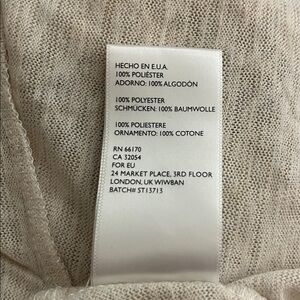 HECHO EN E.U.A.
100% POLIÉSTER
ADORNO: 100% ALGODÓN
100% POLYESTER
SCHMÜCKEN: 100% BAUMWOLLE
100% POLIESTERE
ORNAMENTO: 100% COTONE
RN 66170
CA 32054
FOR EU
24 MARKET PLACE, 3RD FLOOR
LONDON, UK WIWBAN
BATCH# ST13713